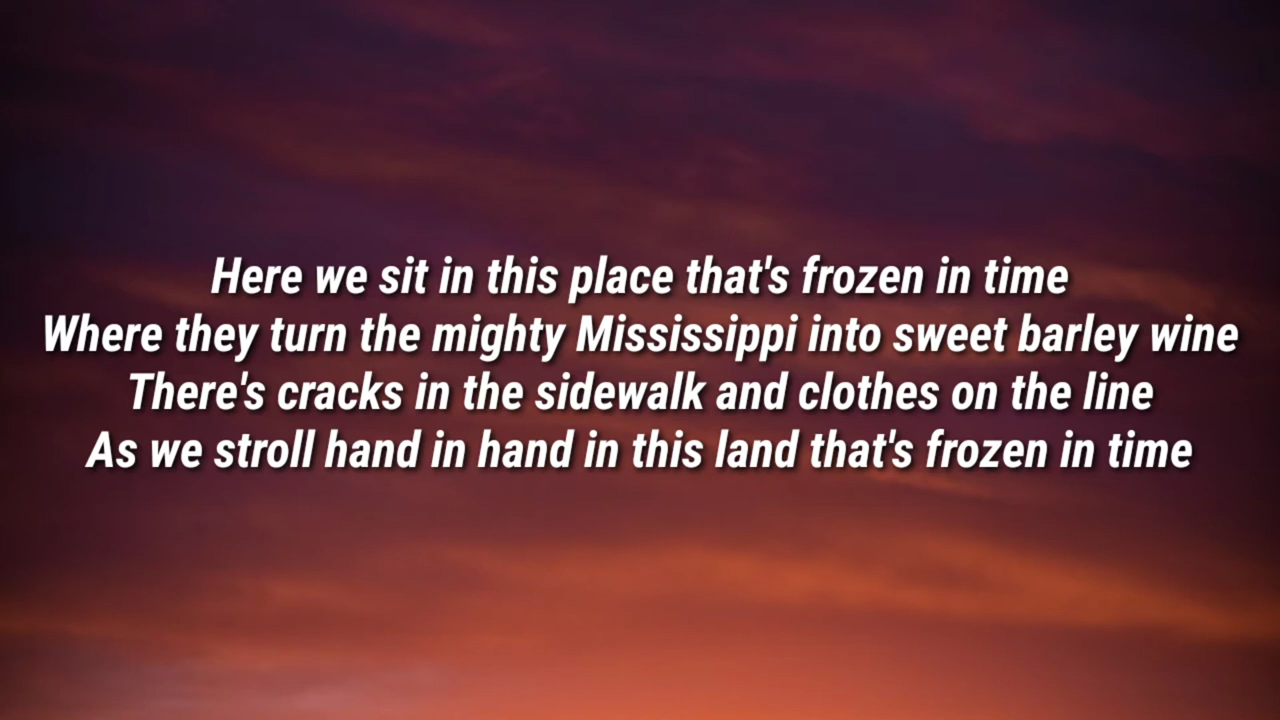 Here we sit in this place that's frozen in time
Where they turn the mighty Mississippi into sweet barley wine
There's cracks in the sidewalk and clothes on the line
As we stroll hand in hand in this land that's frozen in time